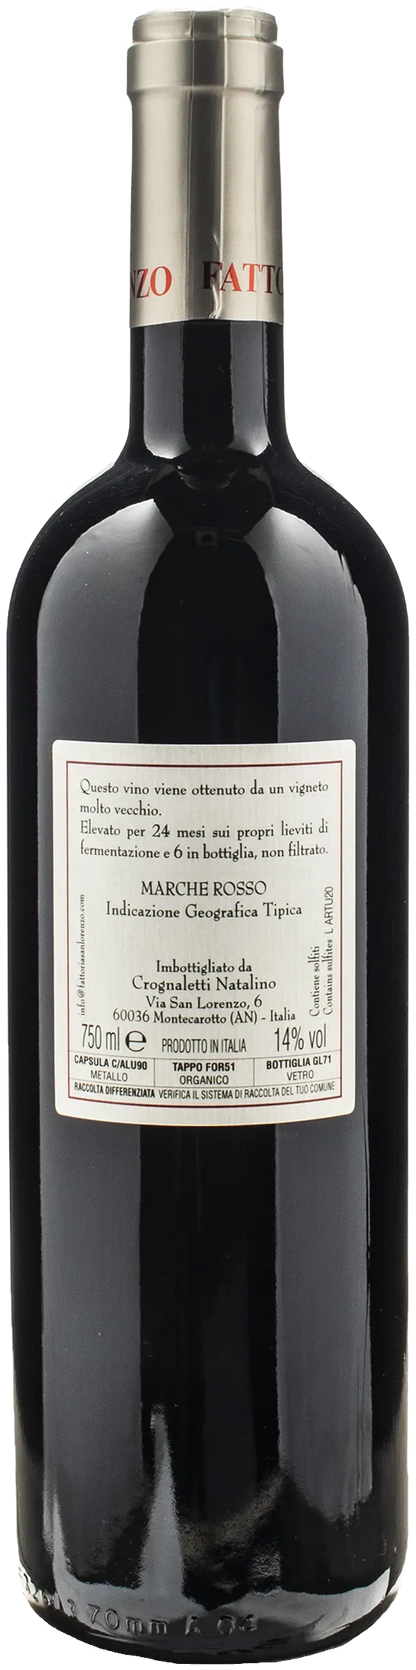 NZO FATTO
Questo vino viene ottenuto da un vigneto
molto vecchio.
Elevato per 24 mesi sui propri lieviti di
fermentazione e 6 in bottiglia, non filtrato.
MARCHE ROSSO
Indicazione Geografica Tipica
info@fattoriasanlorenzo.com
Imbottigliato da
Crognaletti Natalino
Via San Lorenzo, 6
60036 Montecarotto (AN) - Italia
Contiene solfiti
Contains sulfites L ARTU20
750 ml e PRODOTTO IN ITALIA 14% vol
CAPSULA C/ALU90 TAPPO FOR51 BOTTIGLIA GL71
METALLO ORGANICO VETRO
RACCOLTA DIFFERENZIATA VERIFICA IL SISTEMA DI RACCOLTA DEL TUO COMUNE
70mm